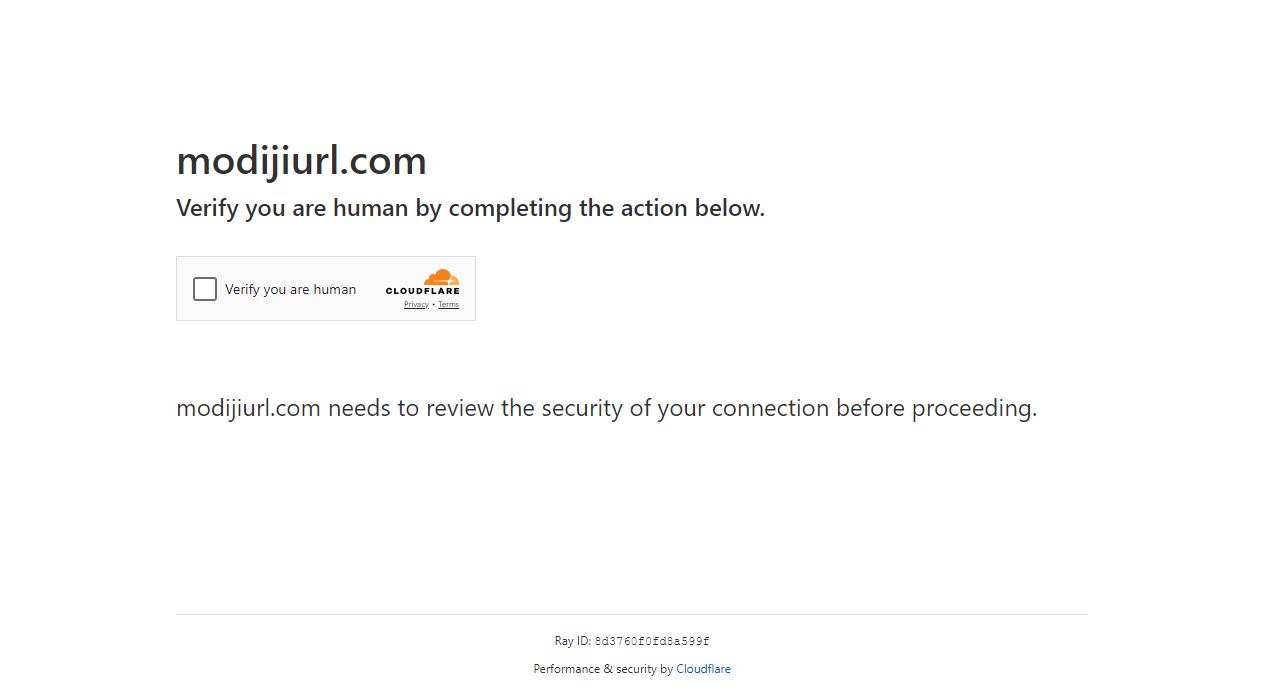 modijiurl.com
Verify you are human by completing the action below.
Verify you are human
CLOUDFLARE
Privacy • Terms
modijiurl.com needs to review the security of your connection before proceeding.
Ray ID: 8d3760f0fd8a599f
Performance & security by Cloudflare